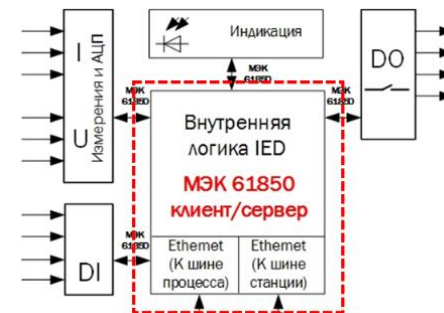 I
U
Измерения и АЦП
Индикация
МЭК
61850
DO
МЭК
61850
МЭК
61850
Внутренняя
логика IED
МЭК 61850
клиент/сервер
DI
МЭК
61850
Ethernet
(К шине
процесса)
Ethernet
(К шине
станции)